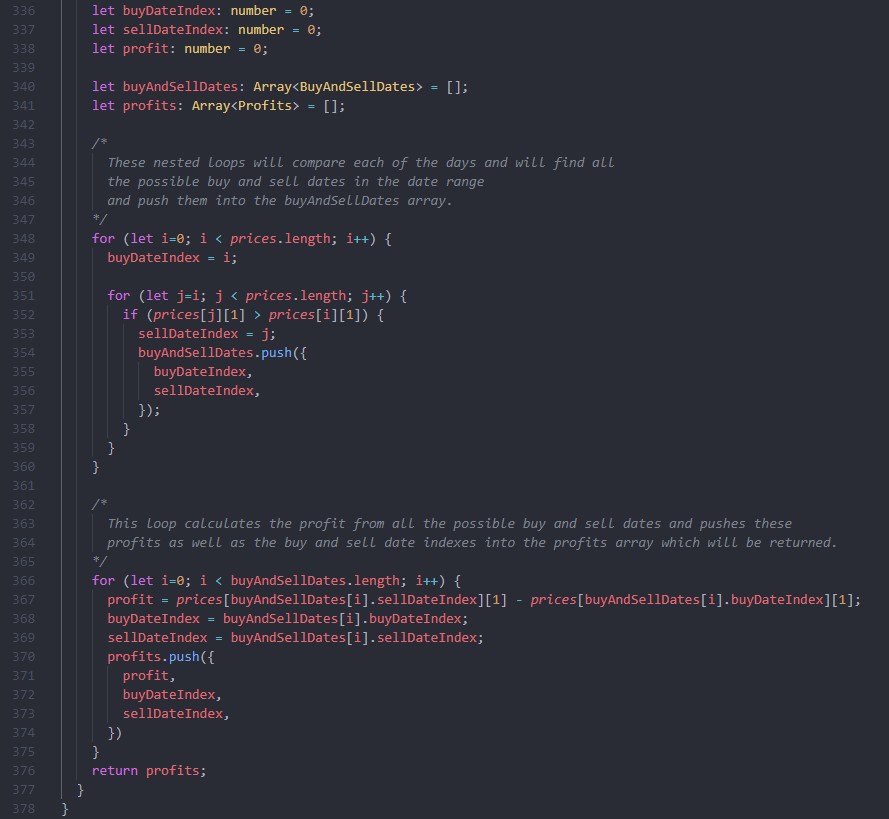 336 let buyDateIndex: number = 0;
337 let sellDateIndex: number = 0;
338 let profit: number = 0;
339
340 let buyAndSellDates: Array<BuyAndSellDates> = [];
341 let profits: Array<Profits> = [];
342
343 /*
344 These nested loops will compare each of the days and will find all
345 the possible buy and sell dates in the date range
346 and push them into the buyAndSellDates array.
347 */
348 for (let i=0; i < prices.length; i++) {
349 buyDateIndex = i;
350
351 for (let j=i; j < prices.length; j++) {
352 if (prices[j][1] > prices[i][1]) {
353 sellDateIndex = j;
354 buyAndSellDates.push({
355 buyDateIndex,
356 sellDateIndex,
357 });
358 }
359 }
360 }
361
362 /*
363 This loop calculates the profit from all the possible buy and sell dates and pushes these
364 profits as well as the buy and sell date indexes into the profits array which will be returned.
365 */
366 for (let i=0; i < buyAndSellDates.length; i++) {
367 profit = prices[buyAndSellDates[i].sellDateIndex][1] - prices[buyAndSellDates[i].buyDateIndex][1];
368 buyDateIndex = buyAndSellDates[i].buyDateIndex;
369 sellDateIndex = buyAndSellDates[i].sellDateIndex;
370 profits.push({
371 profit,
372 buyDateIndex,
373 sellDateIndex,
374 })
375 }
376 return profits;
377 }
378 }